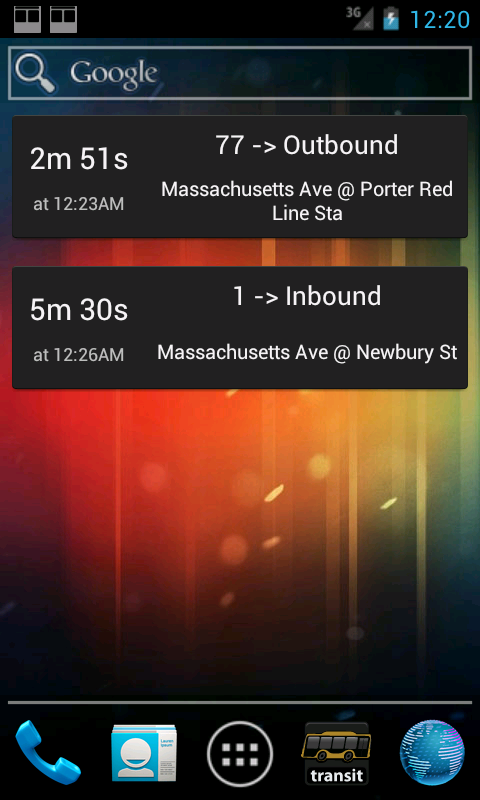 3G 12:20
Google
2m 51s
at 12:23AM
77 -> Outbound
Massachusetts Ave @ Porter Red
Line Sta
5m 30s
at 12:26AM
1 -> Inbound
Massachusetts Ave @ Newbury St
transit